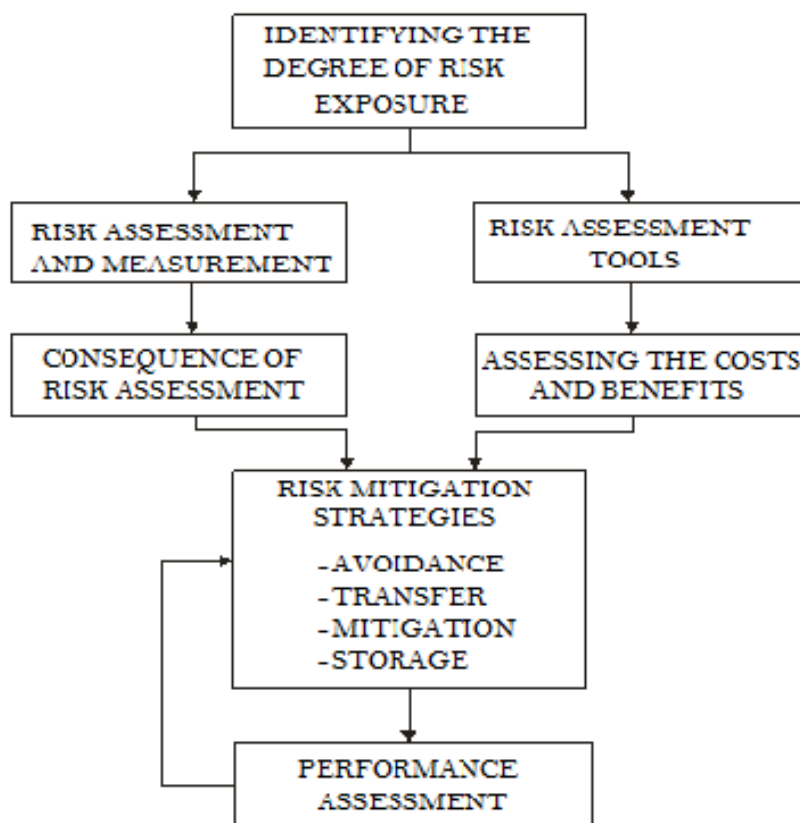 IDENTIFYING THE
DEGREE OF RISK
EXPOSURE
RISK ASSESSMENT
AND MEASUREMENT
RISK ASSESSMENT
TOOLS
CONSEQUENCE OF
RISK ASSESSMENT
ASSESSING THE COSTS
AND BENEFITS
RISK MITIGATION
STRATEGIES
-AVOIDANCE
-TRANSFER
-MITIGATION
-STORAGE
PERFORMANCE
ASSESSMENT